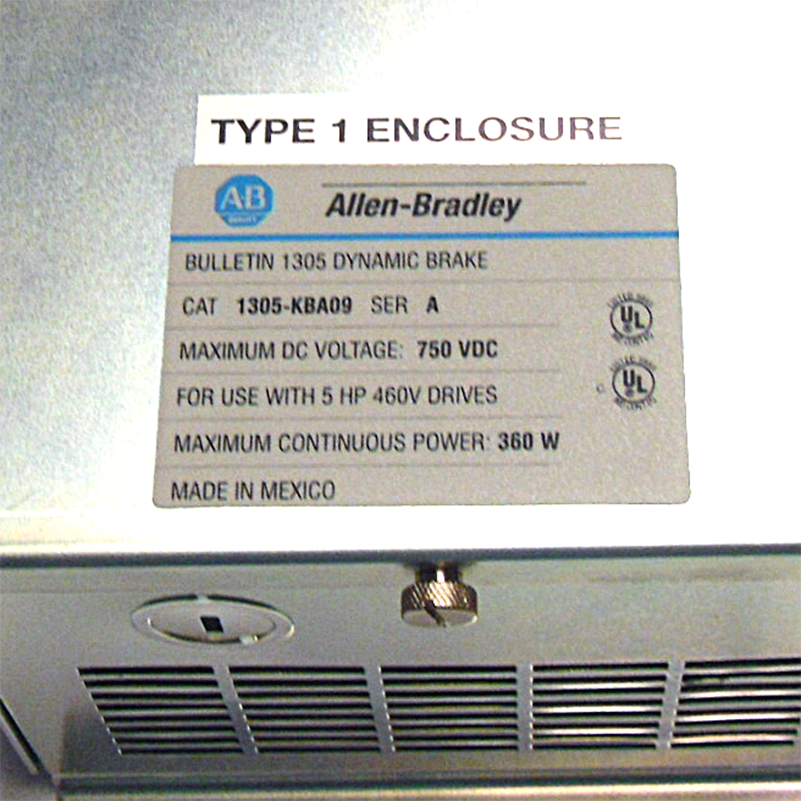 TYPE 1 ENCLOSURE
AB
QUALITY
Allen-Bradley
BULLETIN 1305 DYNAMIC BRAKE
CAT 1305-KBA09 SER A
MAXIMUM DC VOLTAGE: 750 VDC
FOR USE WITH 5 HP 460V DRIVES
MAXIMUM CONTINUOUS POWER: 360 W
MADE IN MEXICO
UL
C UL